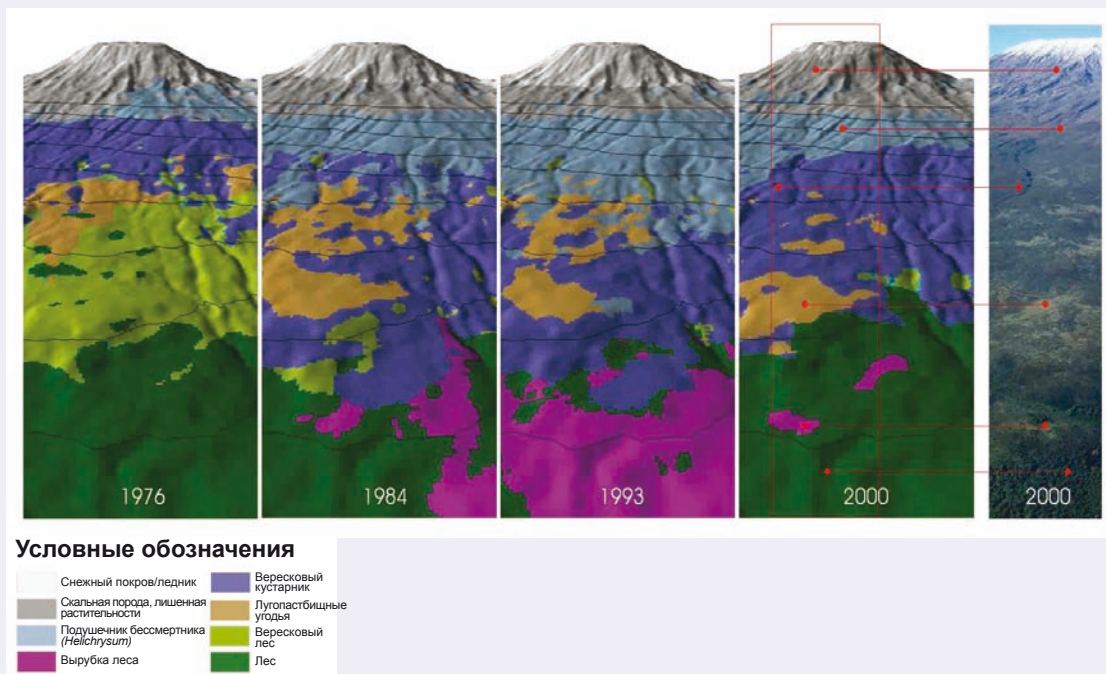 1976
1984
1993
2000
2000
Условные обозначения
Снежный покров/ледник
Скальная порода, лишенная
растительности
Подушечник бессмертника
(Helichrysum)
Вырубка леса
Вересковый
кустарник
Лугопастбищные
угодья
Вересковый
лес
Лес